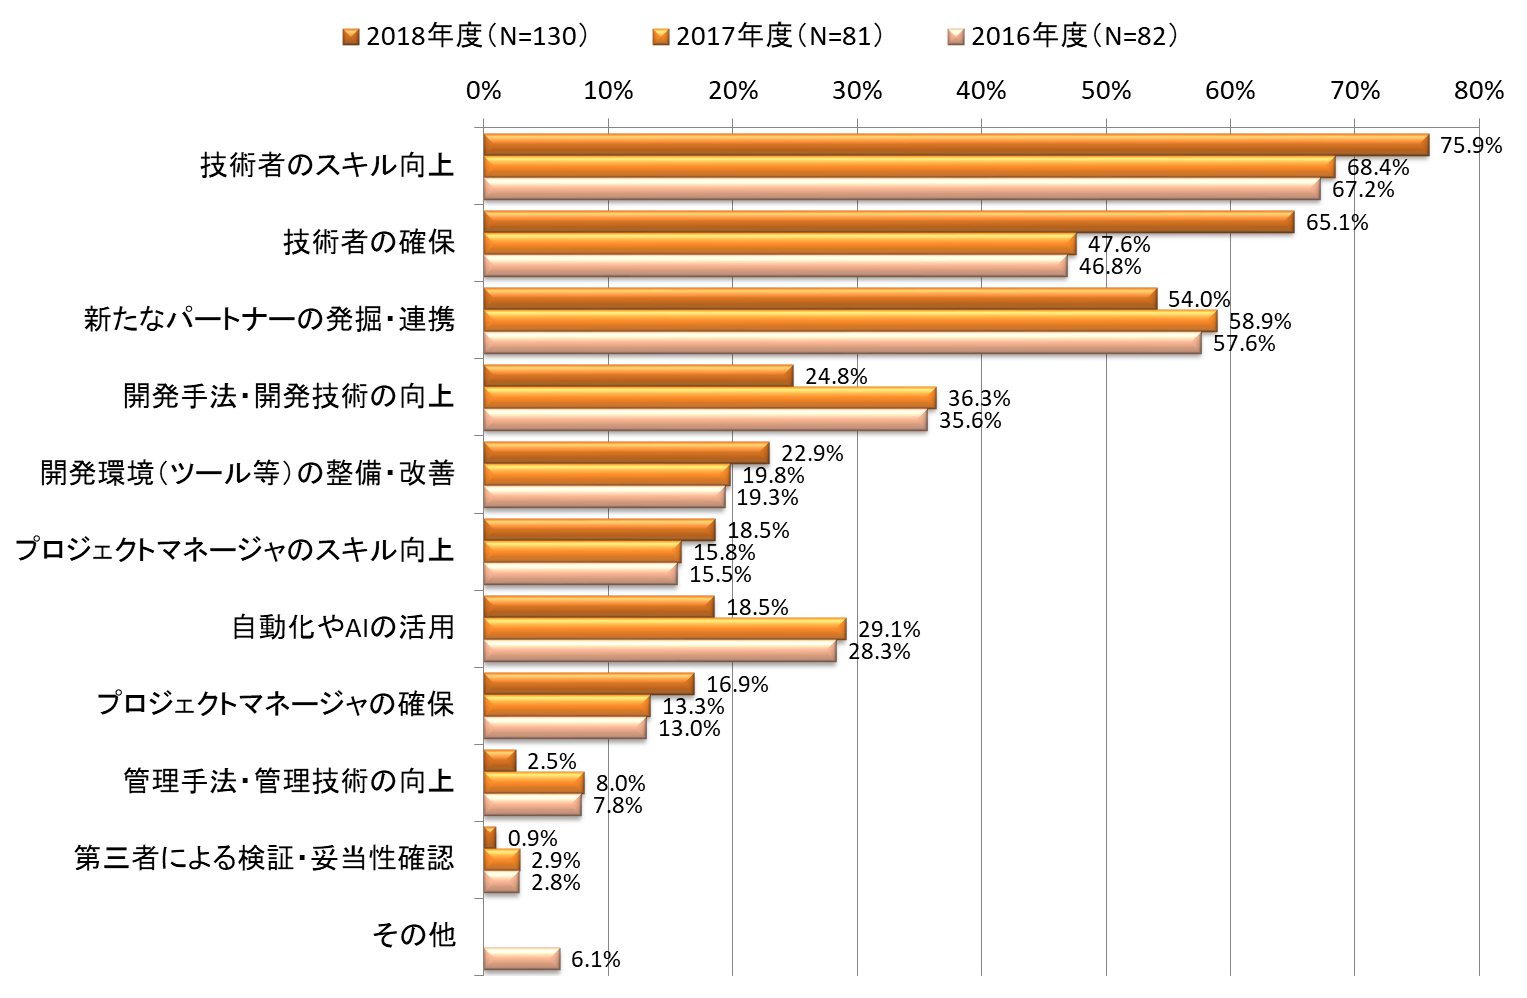 2018年度（N=130） 2017年度（N=81） 2016年度（N=82）
0% 10% 20% 30% 40% 50% 60% 70% 80%
技術者のスキル向上
75.9%
68.4%
67.2%
技術者の確保
65.1%
47.6%
46.8%
新たなパートナーの発掘・連携
54.0%
58.9%
57.6%
開発手法・開発技術の向上
24.8%
36.3%
35.6%
開発環境（ツール等）の整備・改善
22.9%
19.8%
19.3%
プロジェクトマネージャのスキル向上
18.5%
15.8%
15.5%
自動化やAIの活用
18.5%
29.1%
28.3%
プロジェクトマネージャの確保
16.9%
13.3%
13.0%
管理手法・管理技術の向上
2.5%
8.0%
7.8%
第三者による検証・妥当性確認
0.9%
2.9%
2.8%
その他
6.1%